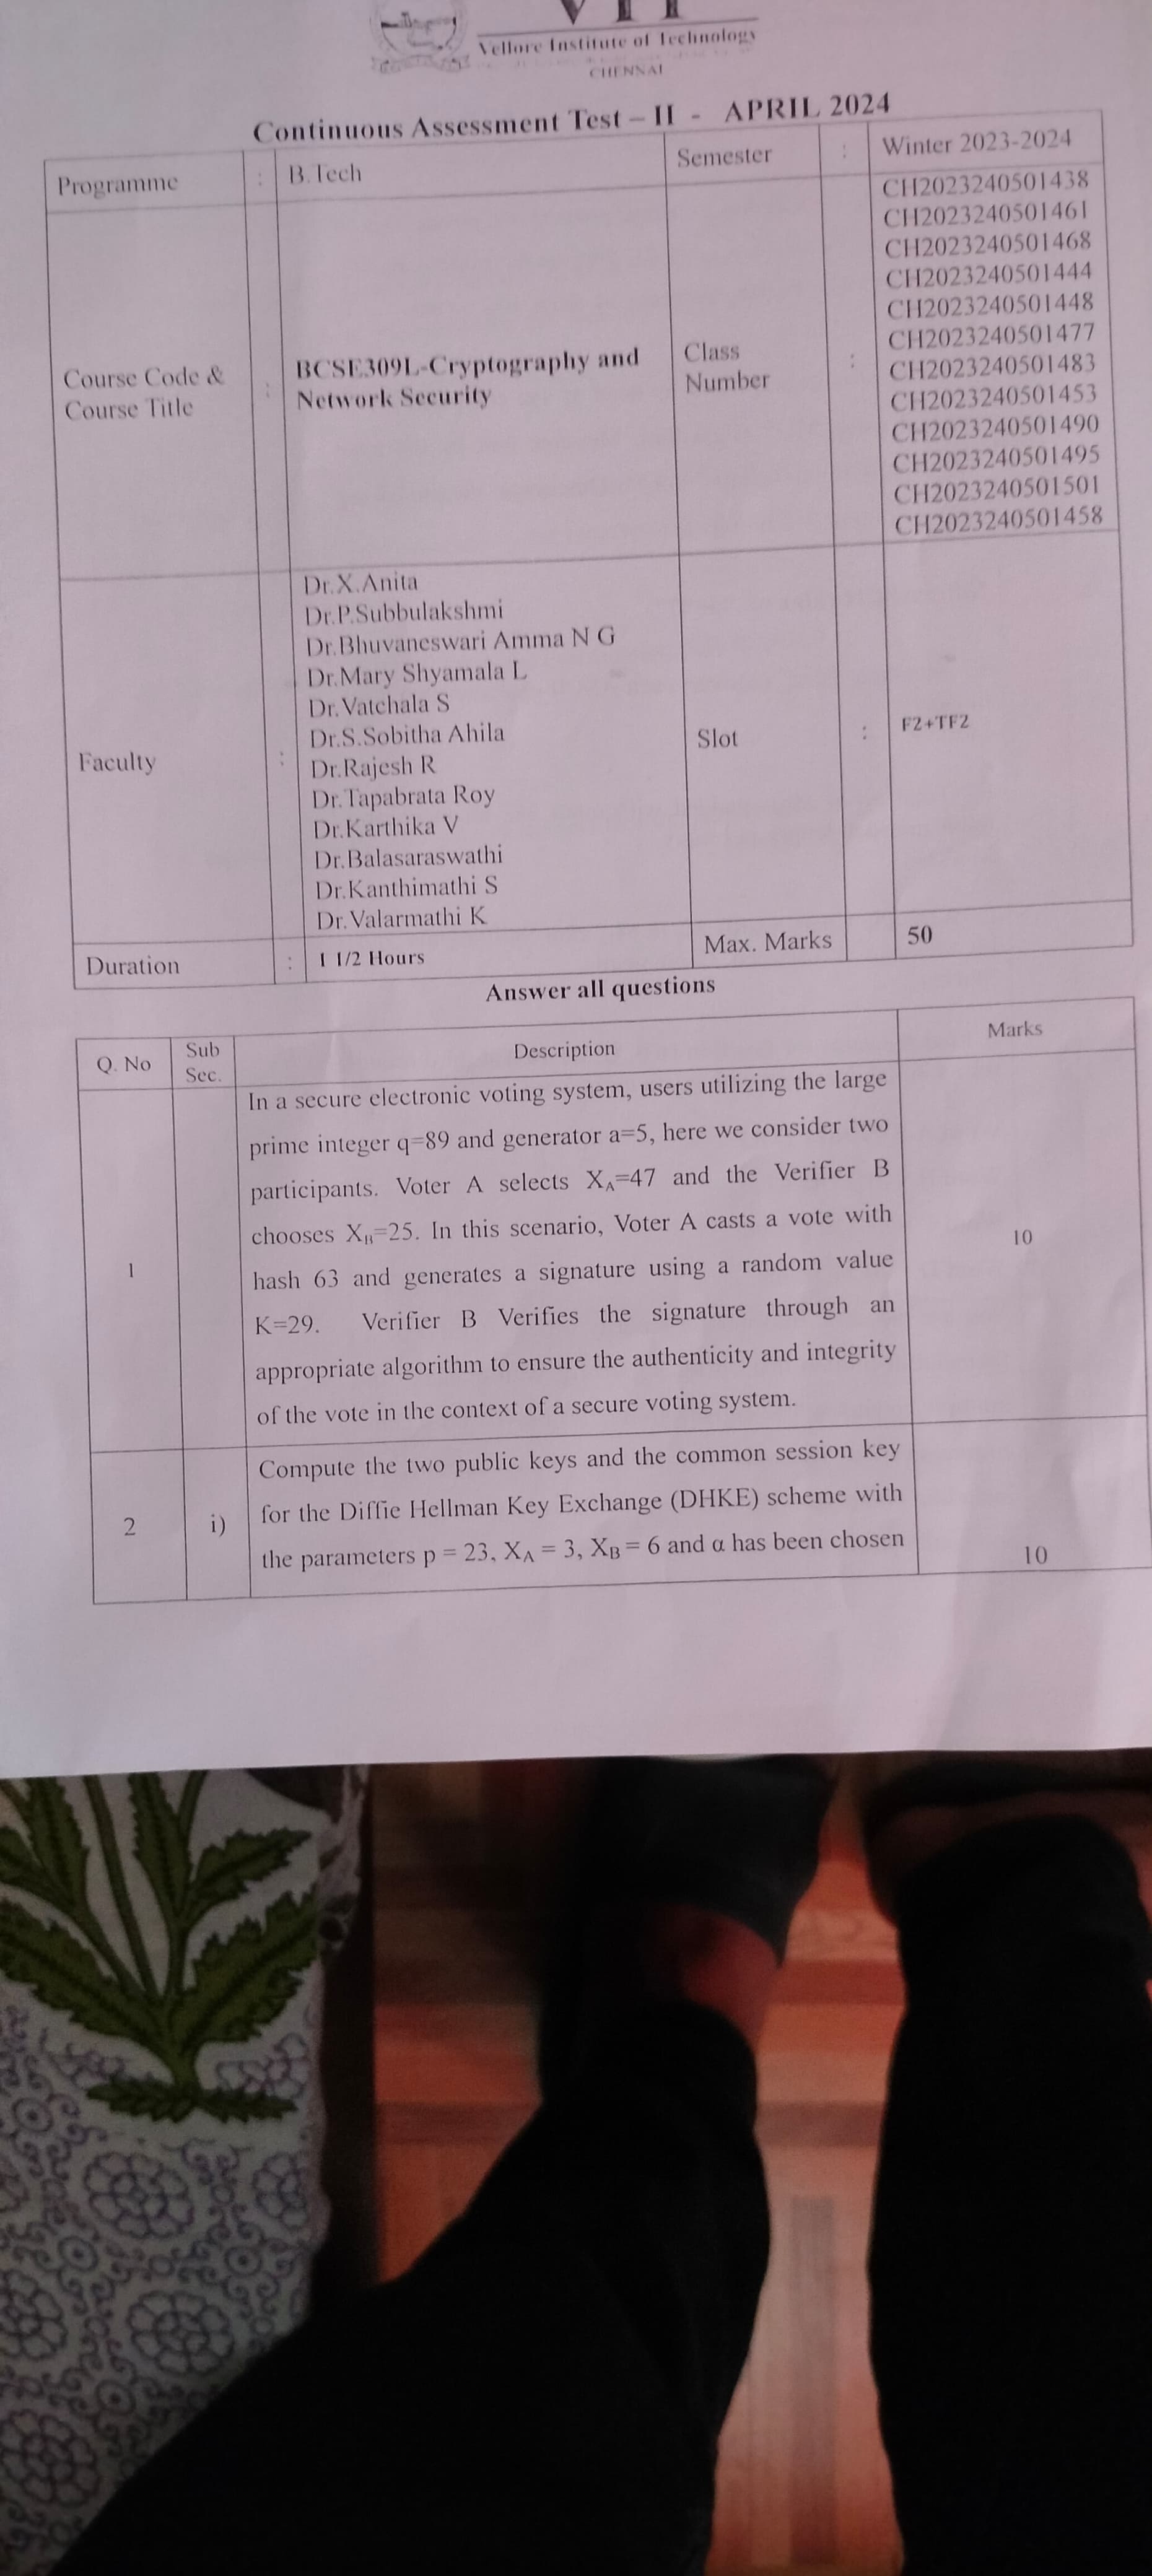 VIT
Vellore Institute of Technology
CHENNAI
Continuous Assessment Test – II - APRIL 2024
Programme : B.Tech Semester : Winter 2023-2024
Course Code & Course Title : BCSE309L-Cryptography and Network Security Class Number :
CH2023240501438
CH2023240501461
CH2023240501468
CH2023240501444
CH2023240501448
CH2023240501477
CH2023240501483
CH2023240501453
CH2023240501490
CH2023240501495
CH2023240501501
CH2023240501458
Faculty :
Dr.X.Anita
Dr.P.Subbulakshmi
Dr.Bhuvaneswari Amma N G
Dr.Mary Shyamala L
Dr.Vatchala S
Dr.S.Sobitha Ahila
Dr.Rajesh R
Dr.Tapabrata Roy
Dr.Karthika V
Dr.Balasaraswathi
Dr.Kanthimathi S
Dr.Valarmathi K
Slot : F2+TF2
Duration : 1 1/2 Hours Max. Marks 50
Answer all questions
Q. No Sub Sec. Description Marks
1 10
In a secure electronic voting system, users utilizing the large
prime integer q=89 and generator a=5, here we consider two
participants. Voter A selects XA=47 and the Verifier B
chooses XB=25. In this scenario, Voter A casts a vote with
hash 63 and generates a signature using a random value
K=29. Verifier B Verifies the signature through an
appropriate algorithm to ensure the authenticity and integrity
of the vote in the context of a secure voting system.
2 i) 10
Compute the two public keys and the common session key
for the Diffie Hellman Key Exchange (DHKE) scheme with
the parameters p = 23, XA = 3, XB = 6 and α has been chosen